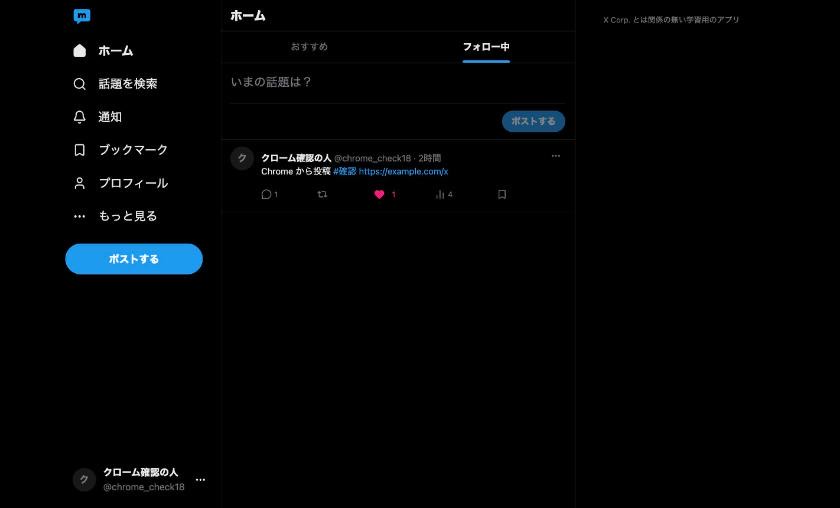 m
ホーム
話題を検索
通知
ブックマーク
プロフィール
もっと見る
ポストする
ク
クローム確認の人
@chrome_check18
ホーム
おすすめ
フォロー中
いまの話題は？
ポストする
ク
クローム確認の人 @chrome_check18 · 2時間
Chrome から投稿 #確認 https://example.com/x
1
1
4
X Corp. とは関係の無い学習用のアプリ